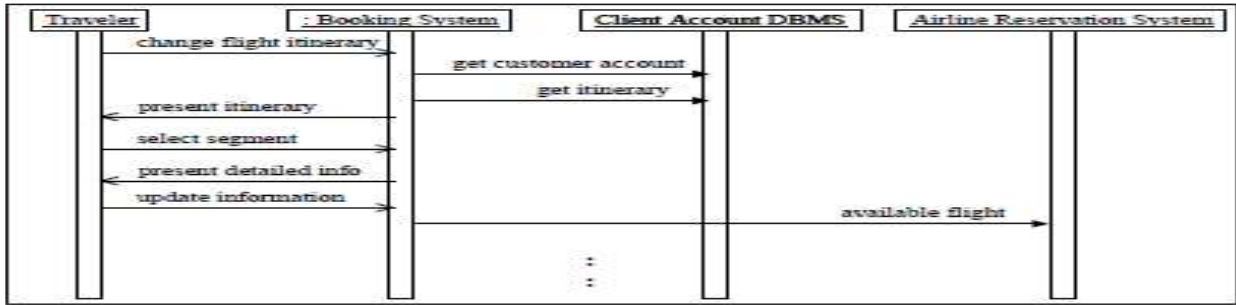 Traveler
: Booking System
Client Account DBMS
Airline Reservation System
change flight itinerary
get customer account
get itinerary
present itinerary
select segment
present detailed info
update information
available flight
:
: